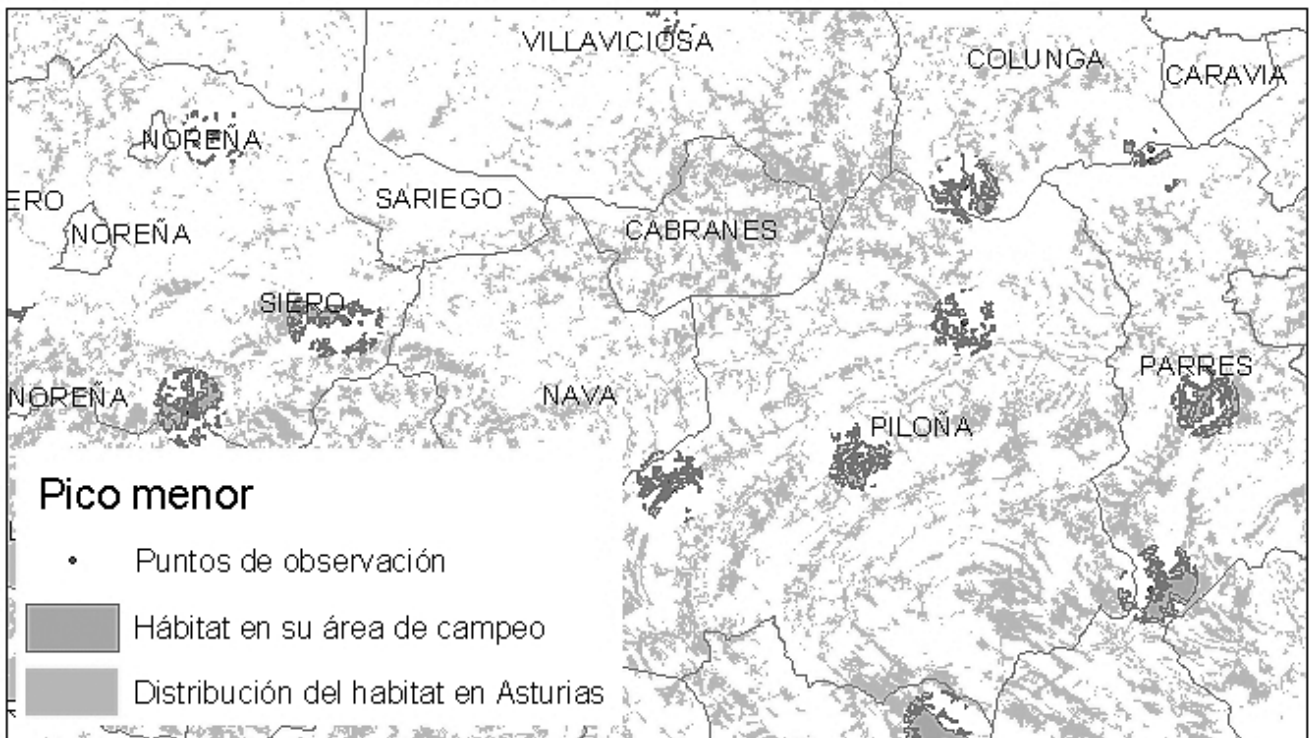 VILLAVICIOSA
COLUNGA
CARAVIA
NOREÑA
SARIEGO
ERO
NOREÑA
CABRANES
SIERO
PARRES
NOREÑA
NAVA
PILOÑA
Pico menor
Puntos de observación
Hábitat en su área de campeo
Distribución del habitat en Asturias